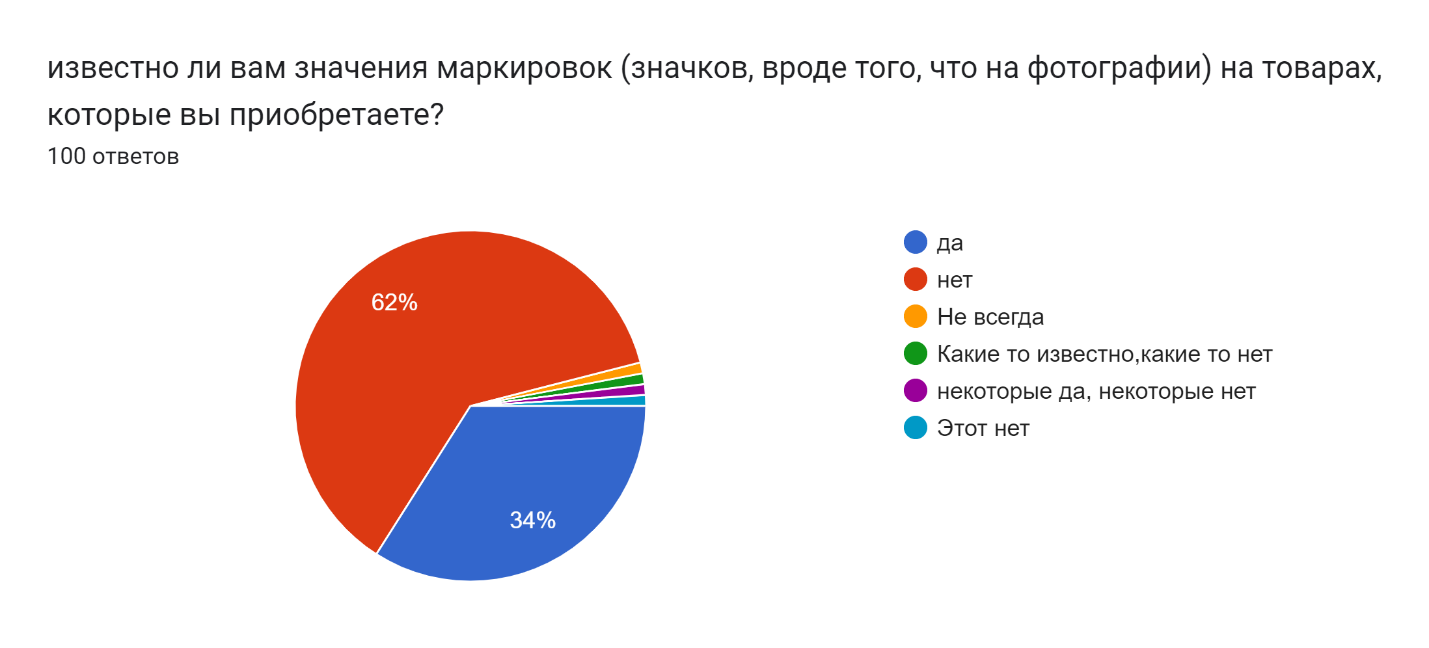 известно ли вам значения маркировок (значков, вроде того, что на фотографии) на товарах,
которые вы приобретаете?
100 ответов
62%
34%
да
нет
Не всегда
Какие то известно,какие то нет
некоторые да, некоторые нет
Этот нет